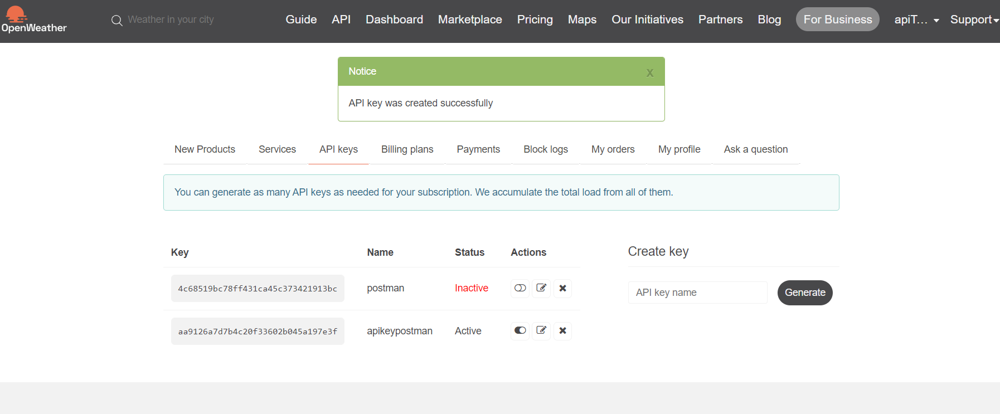 OpenWeather
Weather in your city
Guide API Dashboard Marketplace Pricing Maps Our Initiatives Partners Blog For Business apiT... Support
Notice x
API key was created successfully
New Products Services API keys Billing plans Payments Block logs My orders My profile Ask a question
You can generate as many API keys as needed for your subscription. We accumulate the total load from all of them.
Key Name Status Actions
4c68519bc78ff431ca45c373421913bc postman Inactive
aa9126a7d7b4c20f33602b045a197e3f apikeypostman Active
Create key
API key name Generate